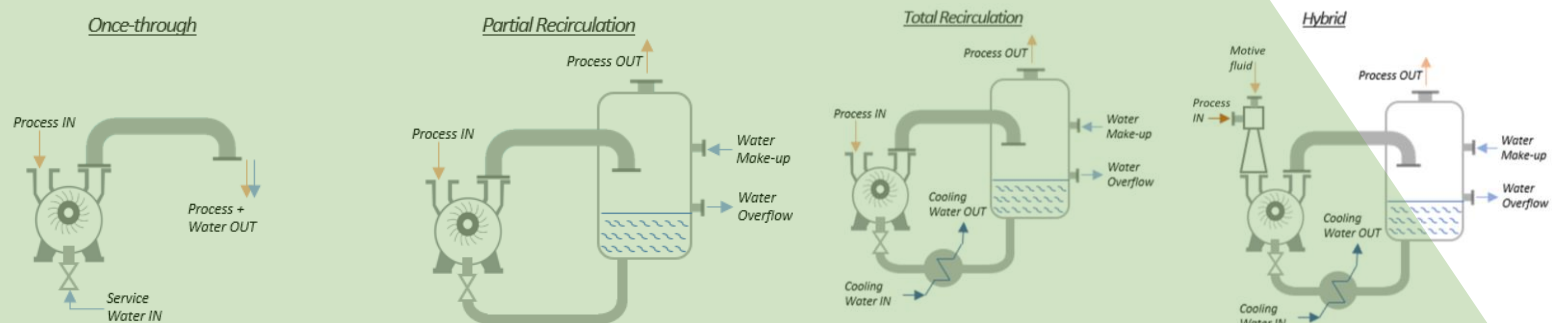 Once-through
Process IN
Process +
Water OUT
Service
Water IN
Partial Recirculation
Process OUT
Process IN
Water
Make-up
Water
Overflow
Total Recirculation
Process OUT
Process IN
Water
Make-up
Water
Overflow
Cooling
Water OUT
Cooling
Water IN
Hybrid
Motive
fluid
Process OUT
Process
IN
Water
Make-up
Water
Overflow
Cooling
Water OUT
Cooling
Water IN